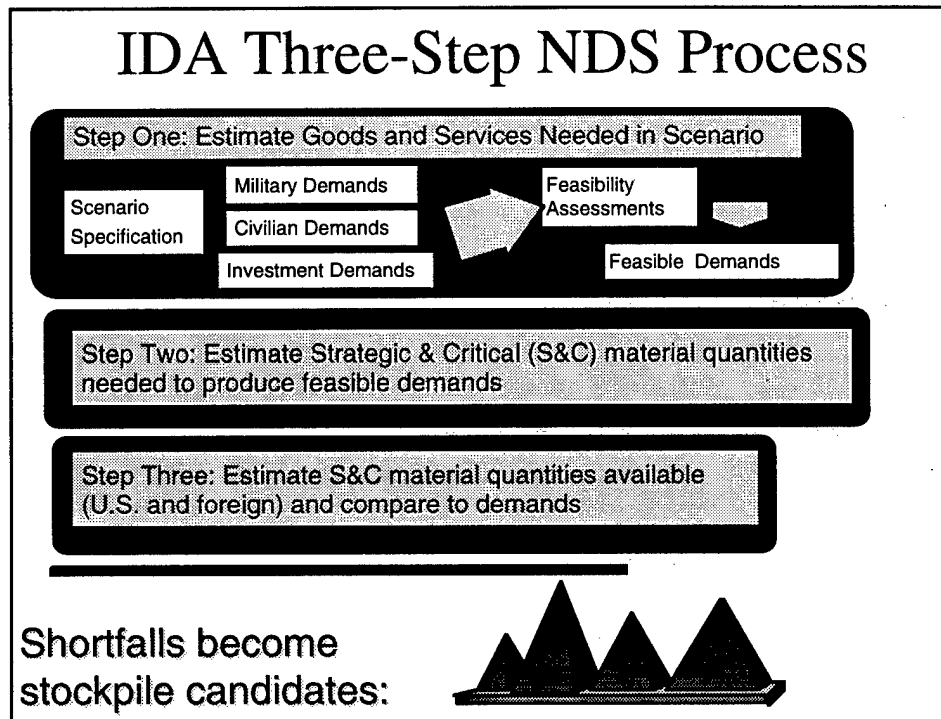 IDA Three-Step NDS Process
Step One: Estimate Goods and Services Needed in Scenario
Scenario
Specification
Military Demands
Civilian Demands
Investment Demands
Feasibility
Assessments
Feasible Demands
Step Two: Estimate Strategic & Critical (S&C) material quantities
needed to produce feasible demands
Step Three: Estimate S&C material quantities available
(U.S. and foreign) and compare to demands
Shortfalls become
stockpile candidates: